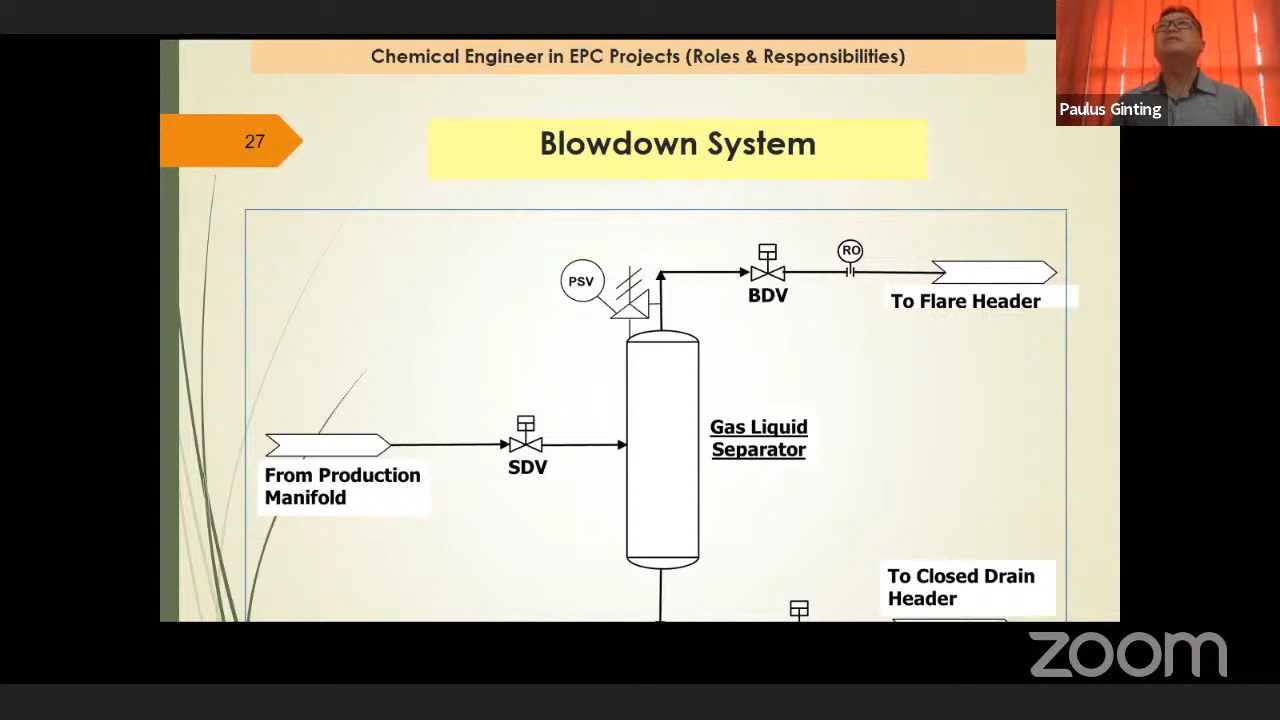 Chemical Engineer in EPC Projects (Roles & Responsibilities)
Paulus Ginting
27
Blowdown System
PSV
BDV
RO
To Flare Header
From Production
Manifold
SDV
Gas Liquid
Separator
To Closed Drain
Header
zoom